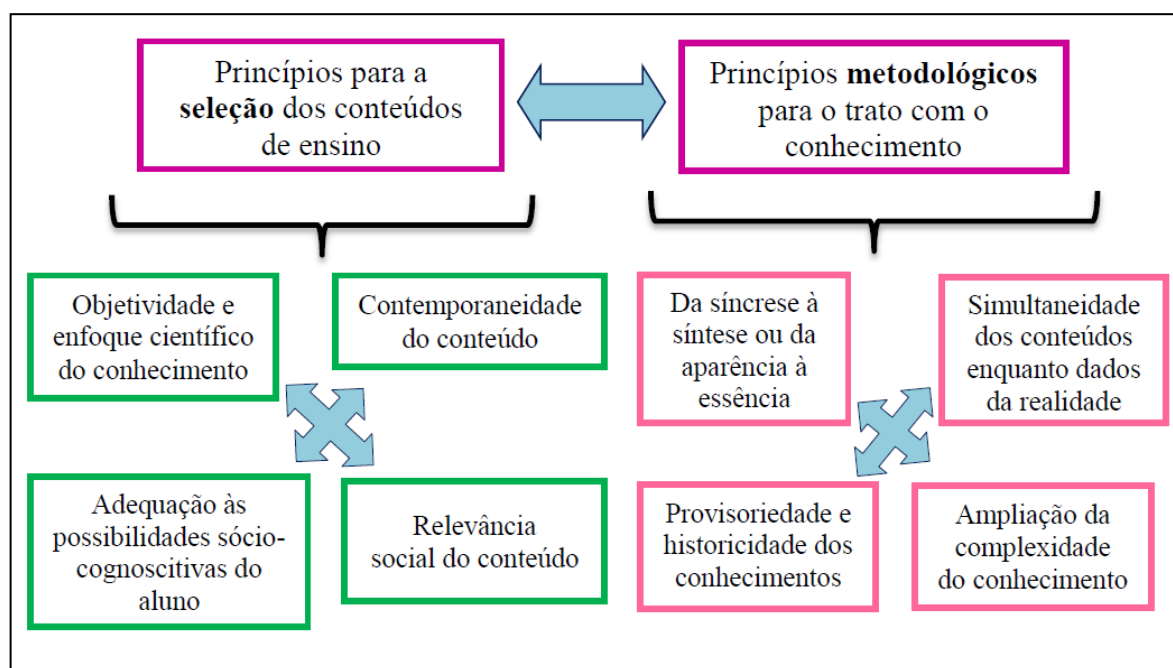 Princípios para a
seleção dos conteúdos
de ensino
Princípios metodológicos
para o trato com o
conhecimento
Objetividade e
enfoque científico
do conhecimento
Contemporaneidade
do conteúdo
Da síncrese à
síntese ou da
aparência à
essência
Simultaneidade
dos conteúdos
enquanto dados
da realidade
Adequação às
possibilidades sócio-
cognoscitivas do
aluno
Relevância
social do conteúdo
Provisoriedade e
historicidade dos
conhecimentos
Ampliação da
complexidade
do conhecimento